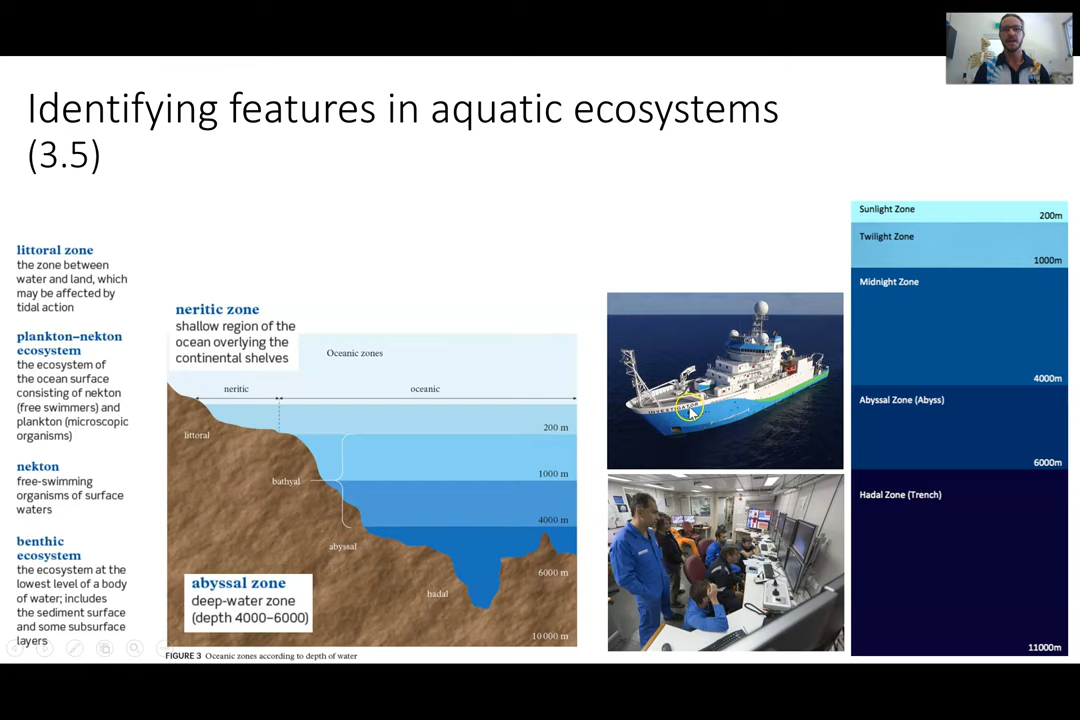 Identifying features in aquatic ecosystems
(3.5)
littoral zone
the zone between
water and land, which
may be affected by
tidal action
plankton–nekton
ecosystem
the ecosystem of
the ocean surface
consisting of nekton
(free swimmers) and
plankton (microscopic
organisms)
nekton
free-swimming
organisms of surface
waters
benthic
ecosystem
the ecosystem at the
lowest level of a body
of water; includes
the sediment surface
and some subsurface
layers
neritic zone
shallow region of the
ocean overlying the
continental shelves
Oceanic zones
neritic
oceanic
littoral
200 m
bathyal
1000 m
4000 m
abyssal
6000 m
hadal
10 000 m
abyssal zone
deep-water zone
(depth 4000–6000)
FIGURE 3 Oceanic zones according to depth of water
INVESTIGATOR
Sunlight Zone
200m
Twilight Zone
1000m
Midnight Zone
4000m
Abyssal Zone (Abyss)
6000m
Hadal Zone (Trench)
11000m